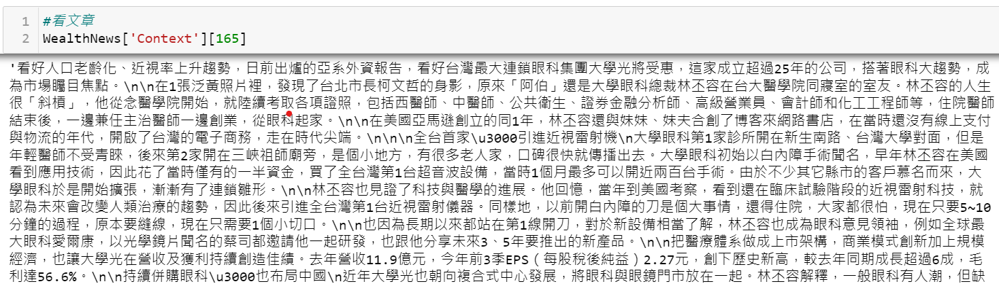 1 #看文章
2 WealthNews['Context'][165]
'看好人口老齡化、近視率上升趨勢，日前出爐的亞系外資報告，看好台灣最大連鎖眼科集團大學光將受惠，這家成立超過25年的公司，搭著眼科大趨勢，成
為市場矚目焦點。\n\n在1張泛黃照片裡，發現了台北市長柯文哲的身影，原來「阿伯」還是大學眼科總裁林丕容在台大醫學院同寢室的室友。林丕容的人生
很「斜槓」，他從念醫學院開始，就陸續考取各項證照，包括西醫師、中醫師、公共衛生、證券金融分析師、高級營業員、會計師和化工工程師等，住院醫師
結束後，一邊兼任主治醫師一邊創業，從眼科起家。\n\n在美國亞馬遜創立的同1年，林丕容還與妹妹、妹夫合創了博客來網路書店，在當時還沒有線上支付
與物流的年代，開啟了台灣的電子商務，走在時代尖端。\n\n\n全台首家\u3000引進近視雷射機\n大學眼科第1家診所開在新生南路、台灣大學對面，但是
年輕醫師不受青睞，後來第2家開在三峽祖師廟旁，是個小地方，有很多老人家，口碑很快就傳播出去。大學眼科初始以白內障手術聞名，早年林丕容在美國
看到應用技術，因此花了當時僅有的一半資金，買了全台灣第1台超音波設備，當時1個月最多可以開近兩百台手術。由於不少其它縣市的客戶慕名而來，大
學眼科於是開始擴張，漸漸有了連鎖雛形。\n\n林丕容也見證了科技與醫學的進展。他回憶，當年到美國考察，看到還在臨床試驗階段的近視雷射科技，就
認為未來會改變人類治療的趨勢，因此後來引進全台灣第1台近視雷射儀器。同樣地，以前開白內障的刀是個大事情，還得住院，大家都很怕，現在只要5~10
分鐘的過程，原本要縫線，現在只需要1個小切口。\n\n也因為長期以來都站在第1線開刀，對於新設備相當了解，林丕容也成為眼科意見領袖，例如全球最
大眼科愛爾康，以光學鏡片聞名的蔡司都邀請他一起研發，也跟他分享未來3、5年要推出的新產品。\n\n把醫療體系做成上市架構，商業模式創新加上規模
經濟，也讓大學光在營收及獲利持續創造佳績。去年營收11.9億元，今年前3季EPS（每股稅後純益）2.27元，創下歷史新高，較去年同期成長超過6成，毛
利達56.6%。\n\n持續併購眼科\u3000也布局中國\n近年大學光也朝向複合式中心發展，將眼科與眼鏡門市放在一起。林丕容解釋，一般眼科有人潮，但缺